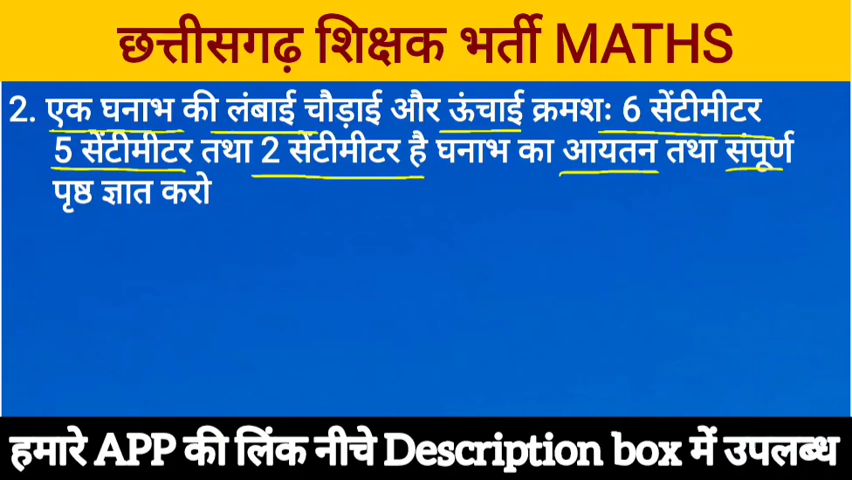 छत्तीसगढ़ शिक्षक भर्ती MATHS
2. एक घनाभ की लंबाई चौड़ाई और ऊंचाई क्रमशः 6 सेंटीमीटर
5 सेंटीमीटर तथा 2 सेंटीमीटर है घनाभ का आयतन तथा संपूर्ण
पृष्ठ ज्ञात करो
हमारे APP की लिंक नीचे Description box में उपलब्ध